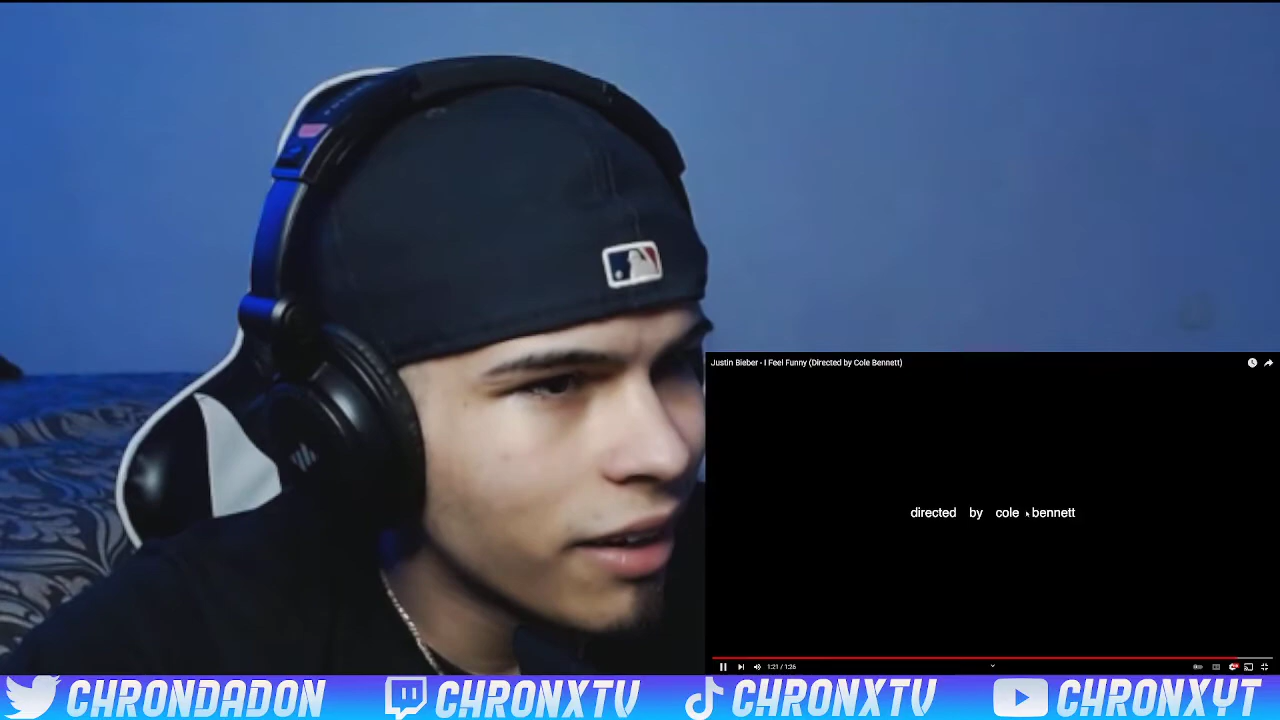 Justin Bieber - I Feel Funny (Directed by Cole Bennett)
directed by cole bennett
1:21 / 1:26
CHRONDADON CHRONXTV CHRONXTV CHRONXYT